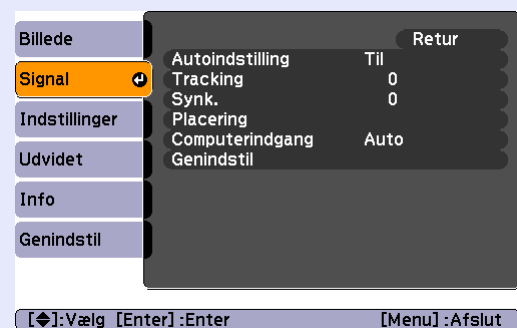 Billede
Signal
Indstillinger
Udvidet
Info
Genindstil
Retur
Autoindstilling Til
Tracking 0
Synk. 0
Placering
Computerindgang Auto
Genindstil
[◆]:Vælg [Enter]:Enter [Menu]:Afslut